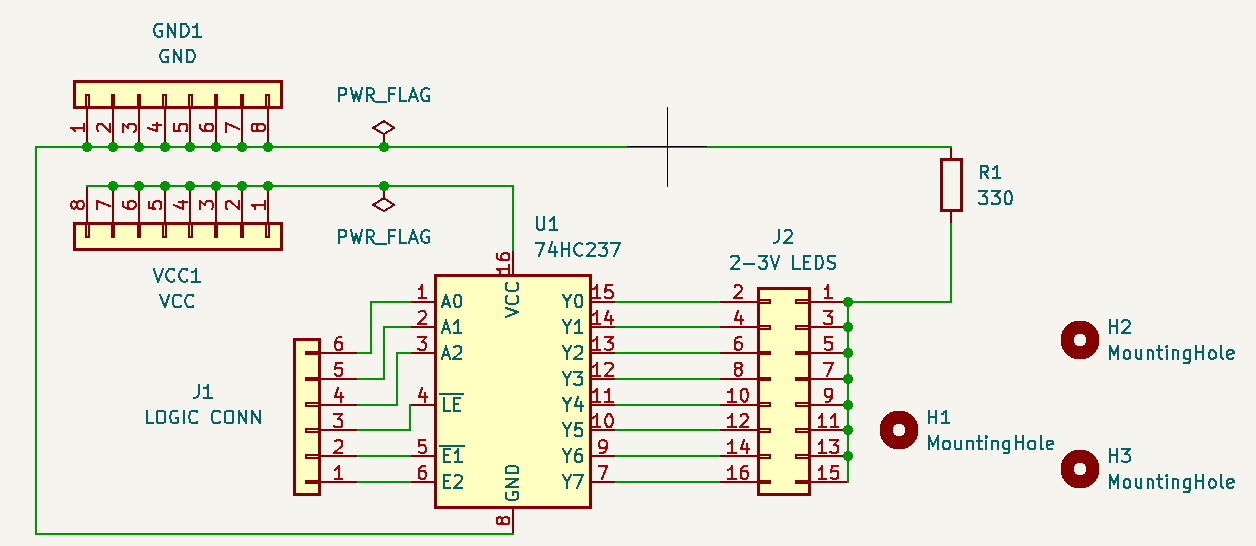 GND1
GND
PWR_FLAG
1 2 3 4 5 6 7 8
8 7 6 5 4 3 2 1
R1
330
PWR_FLAG
VCC1
VCC
U1
74HC237
J2
2-3V LEDS
16
VCC
1 A0 Y0 15 2 1
2 A1 Y1 14 4 3
6 3 A2 Y2 13 6 5
5 Y3 12 8 7
4 4 LE Y4 11 10 9
3 Y5 10 12 11
2 5 E1 Y6 9 14 13
1 6 E2 Y7 7 16 15
GND
8
J1
LOGIC CONN
H2
MountingHole
H1
MountingHole
H3
MountingHole